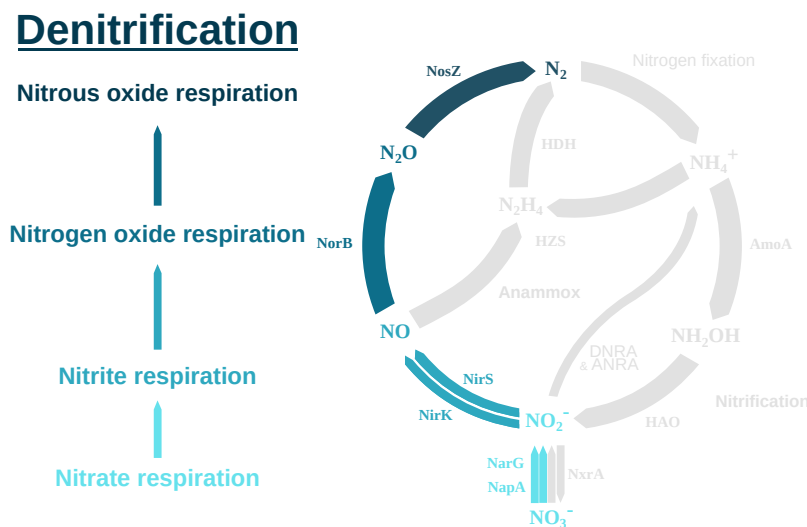 Denitrification
Nitrous oxide respiration
Nitrogen oxide respiration
Nitrite respiration
Nitrate respiration
NosZ
N₂
Nitrogen fixation
N₂O
HDH
NH₄⁺
N₂H₄
NorB
HZS
AmoA
Anammox
NO
NH₂OH
DNRA
& ANRA
NirS
NirK
NO₂⁻
Nitrification
HAO
NarG
NxrA
NapA
NO₃⁻